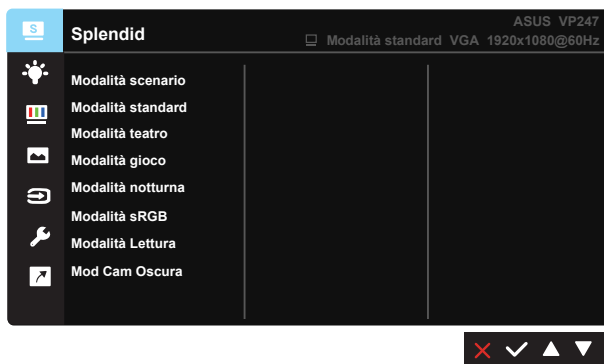 S
Splendid
ASUS VP247
Modalità standard VGA 1920x1080@60Hz
Modalità scenario
Modalità standard
Modalità teatro
Modalità gioco
Modalità notturna
Modalità sRGB
Modalità Lettura
Mod Cam Oscura